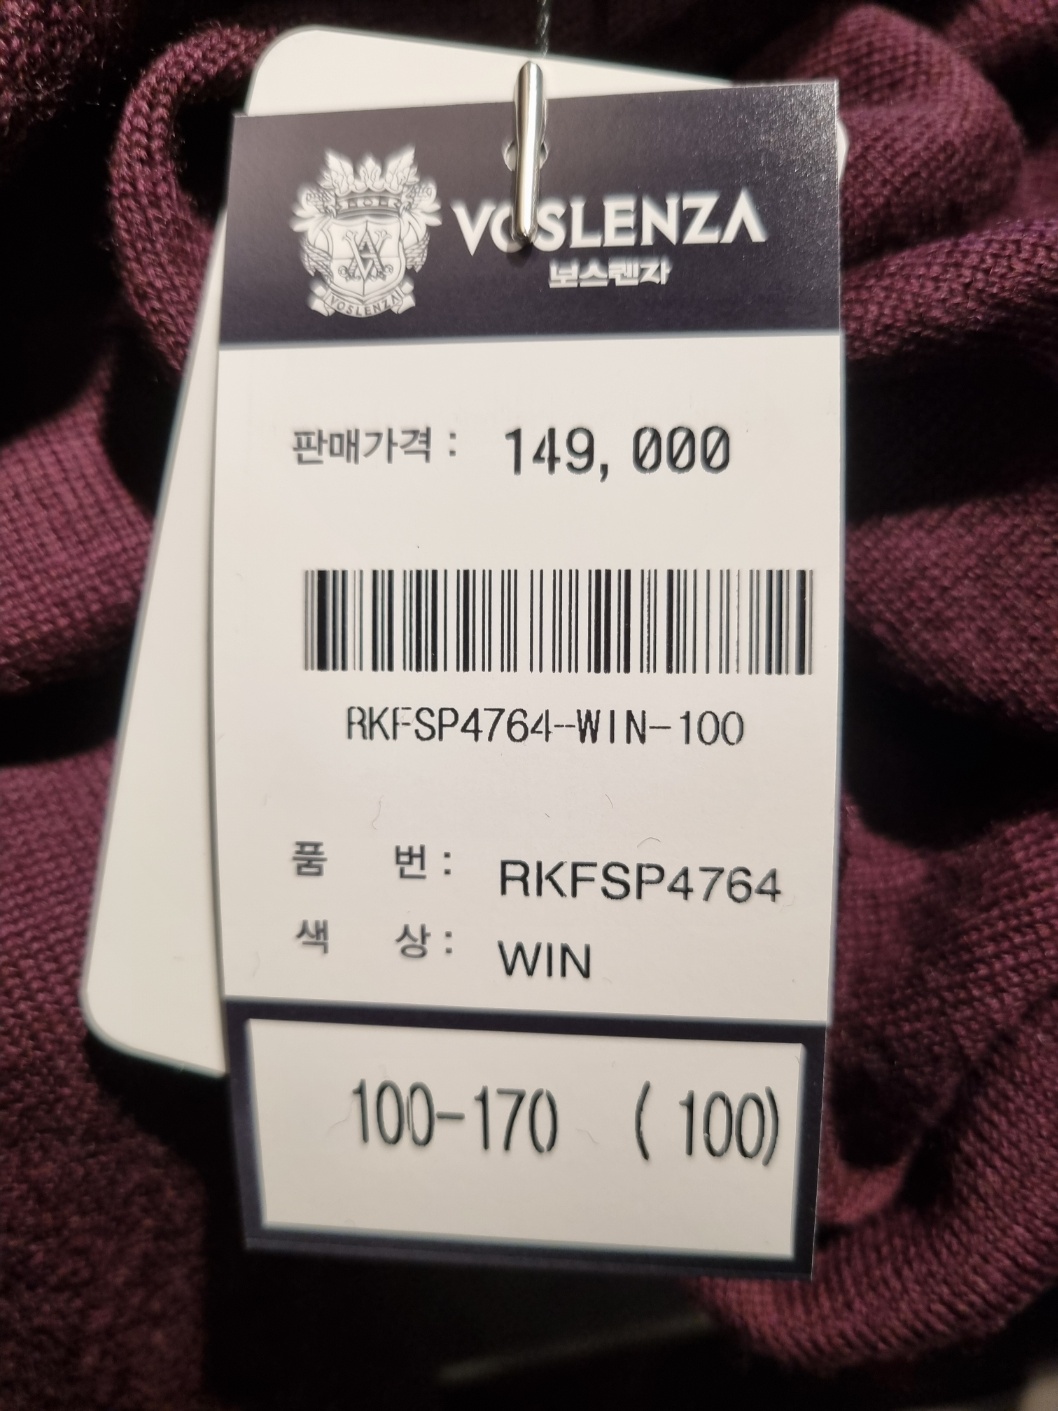 VOSLENZA
보스렌자
VOSLENZA
판매가격 : 149,000
RKFSP4764-WIN-100
품 번 : RKFSP4764
색 상 : WIN
100-170 ( 100)